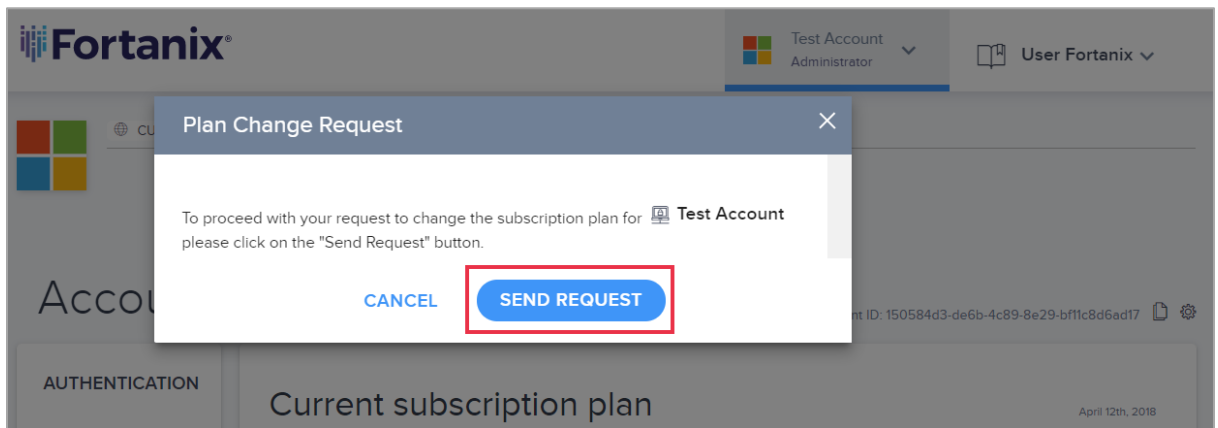 Fortanix®
Test Account
Administrator
User Fortanix
Plan Change Request
To proceed with your request to change the subscription plan for Test Account
please click on the "Send Request" button.
CANCEL
SEND REQUEST
ID: 150584d3-de6b-4c89-8e29-bf11c8d6ad17
AUTHENTICATION
Current subscription plan
April 12th, 2018